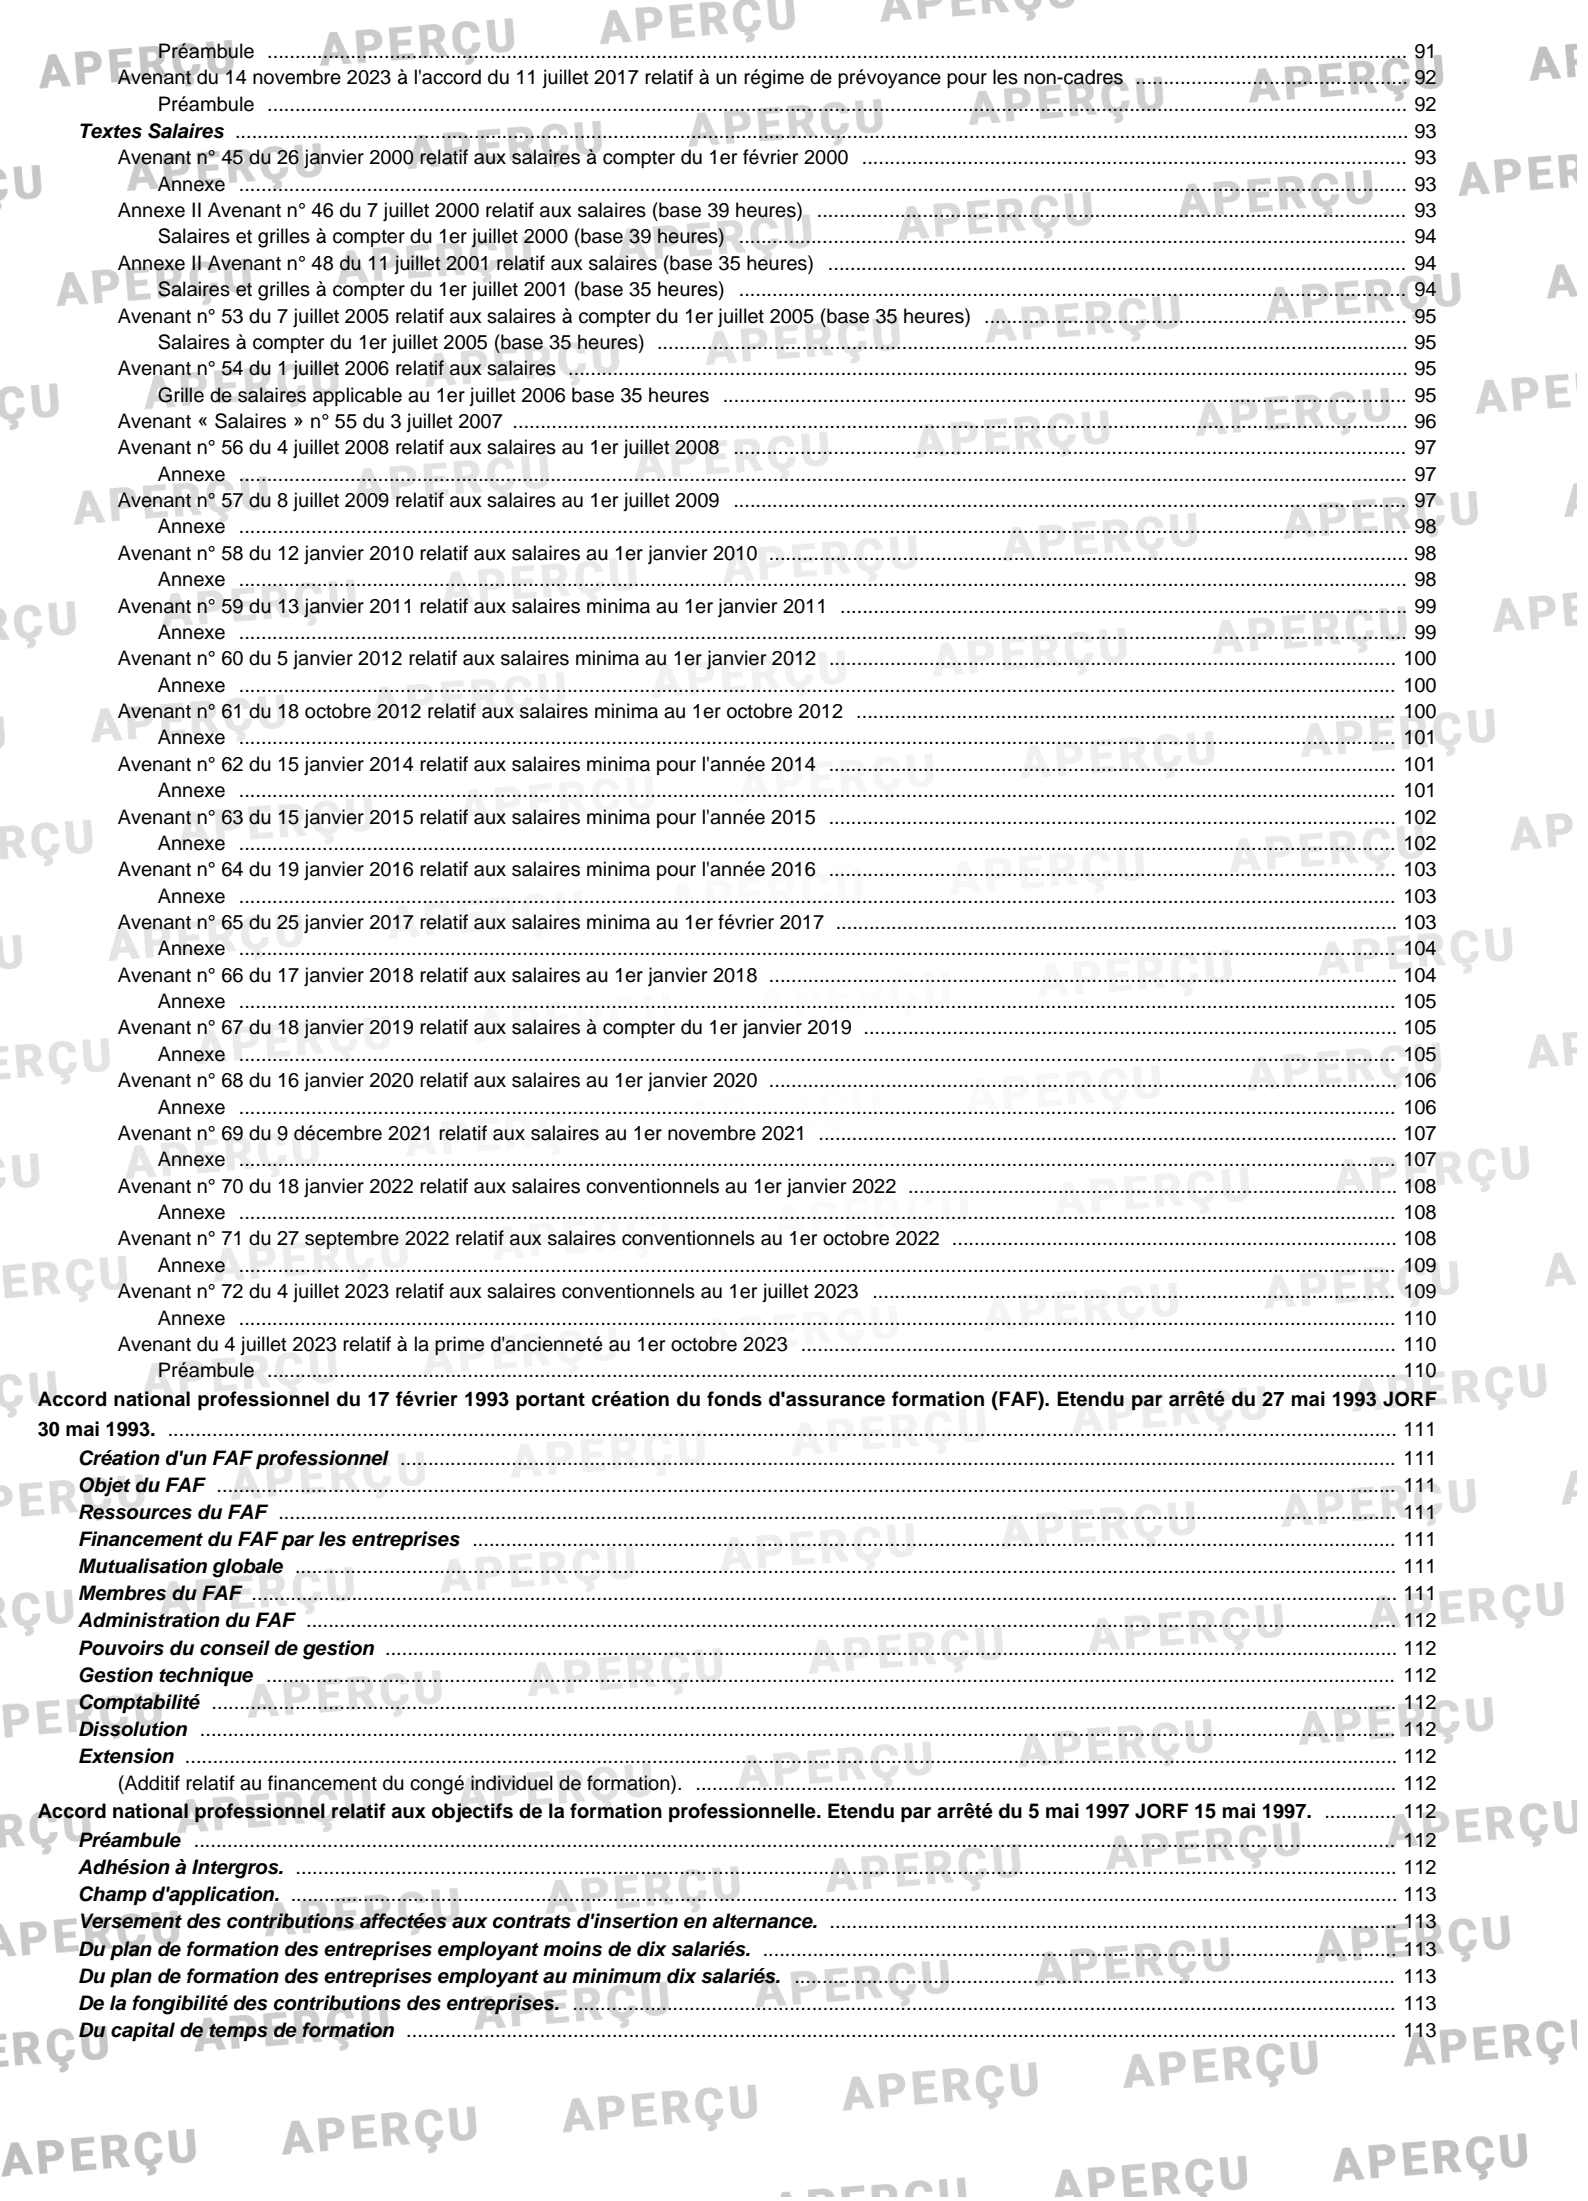 Préambule ........ 91
Avenant du 14 novembre 2023 à l'accord du 11 juillet 2017 relatif à un régime de prévoyance pour les non-cadres ........ 92
Préambule ........ 92
Textes Salaires ........ 93
Avenant n° 45 du 26 janvier 2000 relatif aux salaires à compter du 1er février 2000 ........ 93
Annexe ........ 93
Annexe II Avenant n° 46 du 7 juillet 2000 relatif aux salaires (base 39 heures) ........ 93
Salaires et grilles à compter du 1er juillet 2000 (base 39 heures) ........ 94
Annexe II Avenant n° 48 du 11 juillet 2001 relatif aux salaires (base 35 heures) ........ 94
Salaires et grilles à compter du 1er juillet 2001 (base 35 heures) ........ 94
Avenant n° 53 du 7 juillet 2005 relatif aux salaires à compter du 1er juillet 2005 (base 35 heures) ........ 95
Salaires à compter du 1er juillet 2005 (base 35 heures) ........ 95
Avenant n° 54 du 1 juillet 2006 relatif aux salaires ........ 95
Grille de salaires applicable au 1er juillet 2006 base 35 heures ........ 95
Avenant « Salaires » n° 55 du 3 juillet 2007 ........ 96
Avenant n° 56 du 4 juillet 2008 relatif aux salaires au 1er juillet 2008 ........ 97
Annexe ........ 97
Avenant n° 57 du 8 juillet 2009 relatif aux salaires au 1er juillet 2009 ........ 97
Annexe ........ 98
Avenant n° 58 du 12 janvier 2010 relatif aux salaires au 1er janvier 2010 ........ 98
Annexe ........ 98
Avenant n° 59 du 13 janvier 2011 relatif aux salaires minima au 1er janvier 2011 ........ 99
Annexe ........ 99
Avenant n° 60 du 5 janvier 2012 relatif aux salaires minima au 1er janvier 2012 ........ 100
Annexe ........ 100
Avenant n° 61 du 18 octobre 2012 relatif aux salaires minima au 1er octobre 2012 ........ 100
Annexe ........ 101
Avenant n° 62 du 15 janvier 2014 relatif aux salaires minima pour l'année 2014 ........ 101
Annexe ........ 101
Avenant n° 63 du 15 janvier 2015 relatif aux salaires minima pour l'année 2015 ........ 102
Annexe ........ 102
Avenant n° 64 du 19 janvier 2016 relatif aux salaires minima pour l'année 2016 ........ 103
Annexe ........ 103
Avenant n° 65 du 25 janvier 2017 relatif aux salaires minima au 1er février 2017 ........ 103
Annexe ........ 104
Avenant n° 66 du 17 janvier 2018 relatif aux salaires au 1er janvier 2018 ........ 104
Annexe ........ 105
Avenant n° 67 du 18 janvier 2019 relatif aux salaires à compter du 1er janvier 2019 ........ 105
Annexe ........ 105
Avenant n° 68 du 16 janvier 2020 relatif aux salaires au 1er janvier 2020 ........ 106
Annexe ........ 106
Avenant n° 69 du 9 décembre 2021 relatif aux salaires au 1er novembre 2021 ........ 107
Annexe ........ 107
Avenant n° 70 du 18 janvier 2022 relatif aux salaires conventionnels au 1er janvier 2022 ........ 108
Annexe ........ 108
Avenant n° 71 du 27 septembre 2022 relatif aux salaires conventionnels au 1er octobre 2022 ........ 108
Annexe ........ 109
Avenant n° 72 du 4 juillet 2023 relatif aux salaires conventionnels au 1er juillet 2023 ........ 109
Annexe ........ 110
Avenant du 4 juillet 2023 relatif à la prime d'ancienneté au 1er octobre 2023 ........ 110
Préambule ........ 110
Accord national professionnel du 17 février 1993 portant création du fonds d'assurance formation (FAF). Etendu par arrêté du 27 mai 1993 JORF
30 mai 1993. ........ 111
Création d'un FAF professionnel ........ 111
Objet du FAF ........ 111
Ressources du FAF ........ 111
Financement du FAF par les entreprises ........ 111
Mutualisation globale ........ 111
Membres du FAF ........ 111
Administration du FAF ........ 112
Pouvoirs du conseil de gestion ........ 112
Gestion technique ........ 112
Comptabilité ........ 112
Dissolution ........ 112
Extension ........ 112
(Additif relatif au financement du congé individuel de formation). ........ 112
Accord national professionnel relatif aux objectifs de la formation professionnelle. Etendu par arrêté du 5 mai 1997 JORF 15 mai 1997. ........ 112
Préambule ........ 112
Adhésion à Intergros. ........ 112
Champ d'application. ........ 113
Versement des contributions affectées aux contrats d'insertion en alternance. ........ 113
Du plan de formation des entreprises employant moins de dix salariés. ........ 113
Du plan de formation des entreprises employant au minimum dix salariés. ........ 113
De la fongibilité des contributions des entreprises. ........ 113
Du capital de temps de formation ........ 113
APERÇU